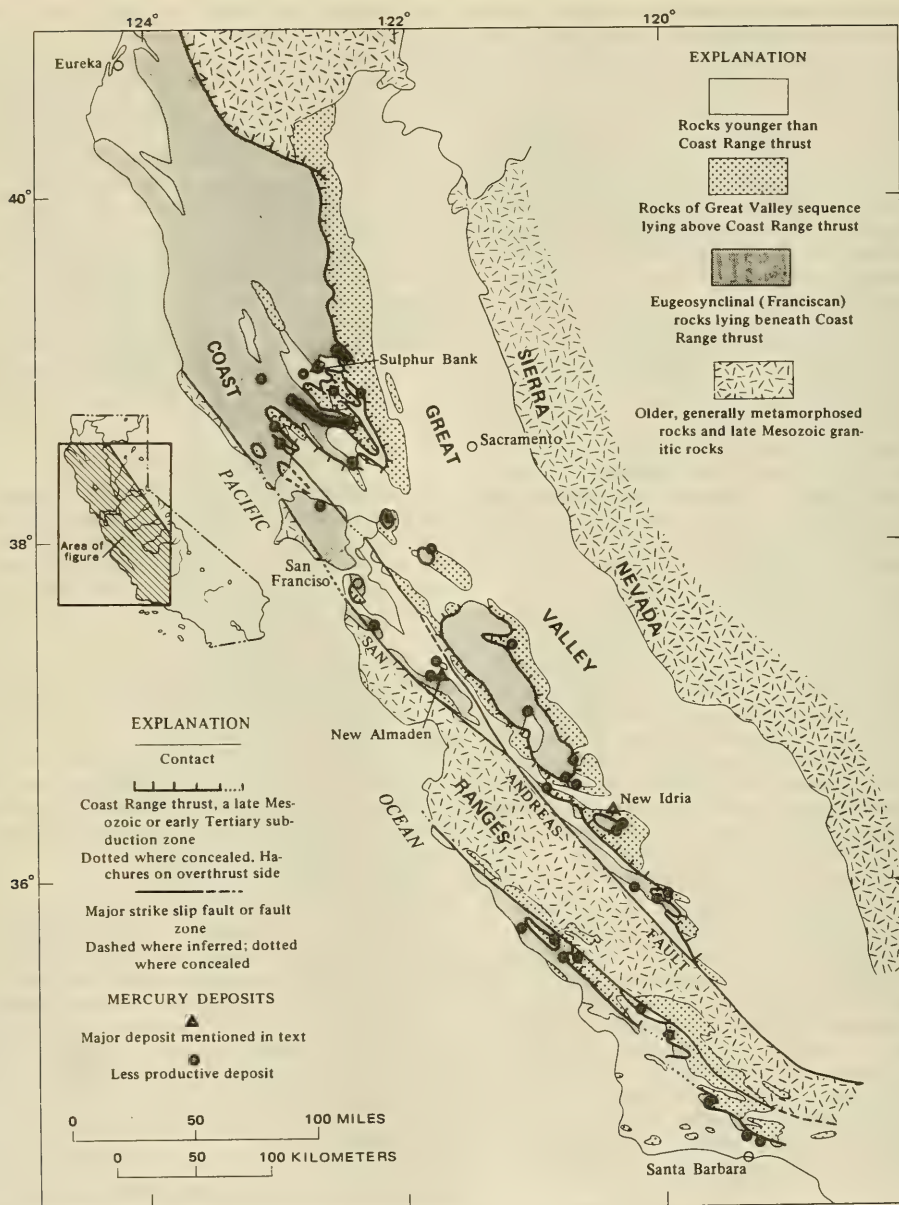 124°
122°
120°
Eureka
EXPLANATION
Rocks younger than
Coast Range thrust
40°
Rocks of Great Valley sequence
lying above Coast Range thrust
Eugeosynclinal (Franciscan)
rocks lying beneath Coast
Range thrust
Older, generally metamorphosed
rocks and late Mesozoic gran-
itic rocks
COAST
Sulphur Bank
GREAT
SIERRA
Sacramento
PACIFIC
Area of
figure
38°
San
Franciso
NEVADA
VALLEY
SAN
New Almaden
EXPLANATION
Contact
Coast Range thrust, a late Mes-
ozoic or early Tertiary sub-
duction zone
Dotted where concealed. Ha-
chures on overthrust side
OCEAN
RANGES
ANDREAS
New Idria
36°
Major strike slip fault or fault
zone
Dashed where inferred; dotted
where concealed
FAULT
MERCURY DEPOSITS
Major deposit mentioned in text
Less productive deposit
0 50 100 MILES
0 50 100 KILOMETERS
Santa Barbara